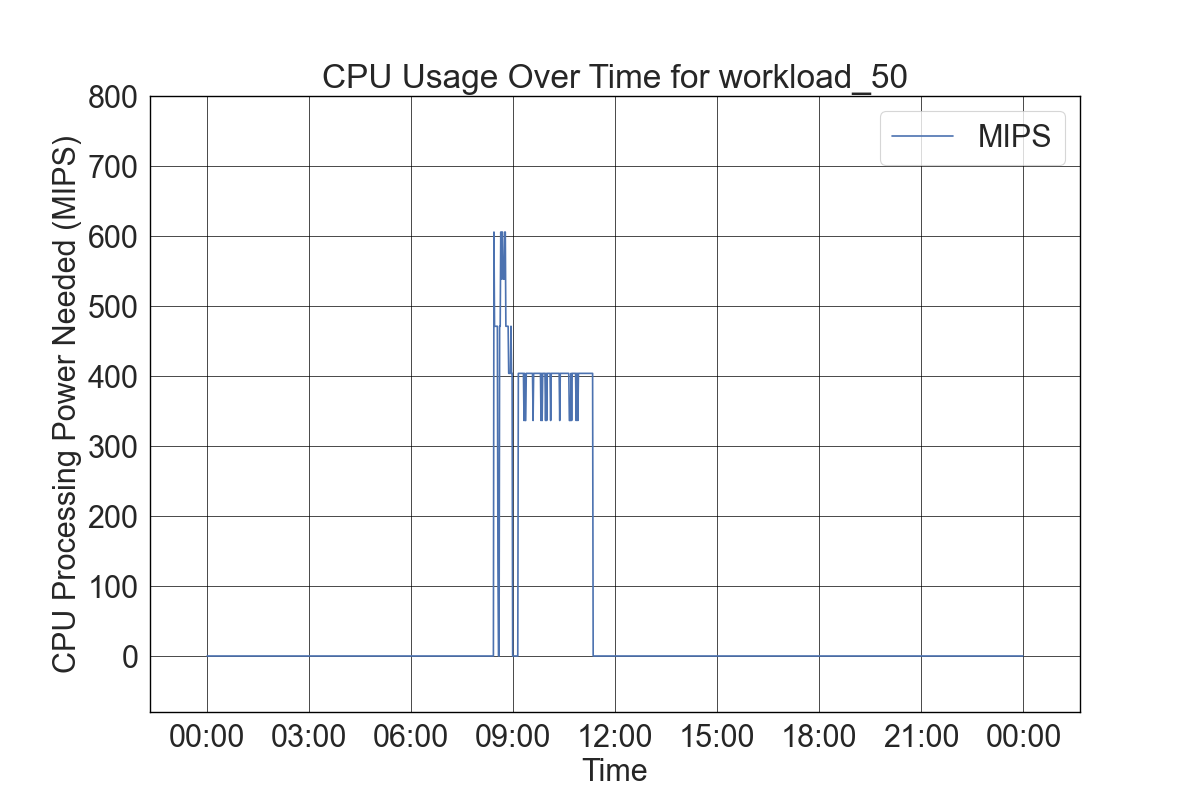 CPU Usage Over Time for workload_50
MIPS
CPU Processing Power Needed (MIPS)
800
700
600
500
400
300
200
100
0
00:00 03:00 06:00 09:00 12:00 15:00 18:00 21:00 00:00
Time